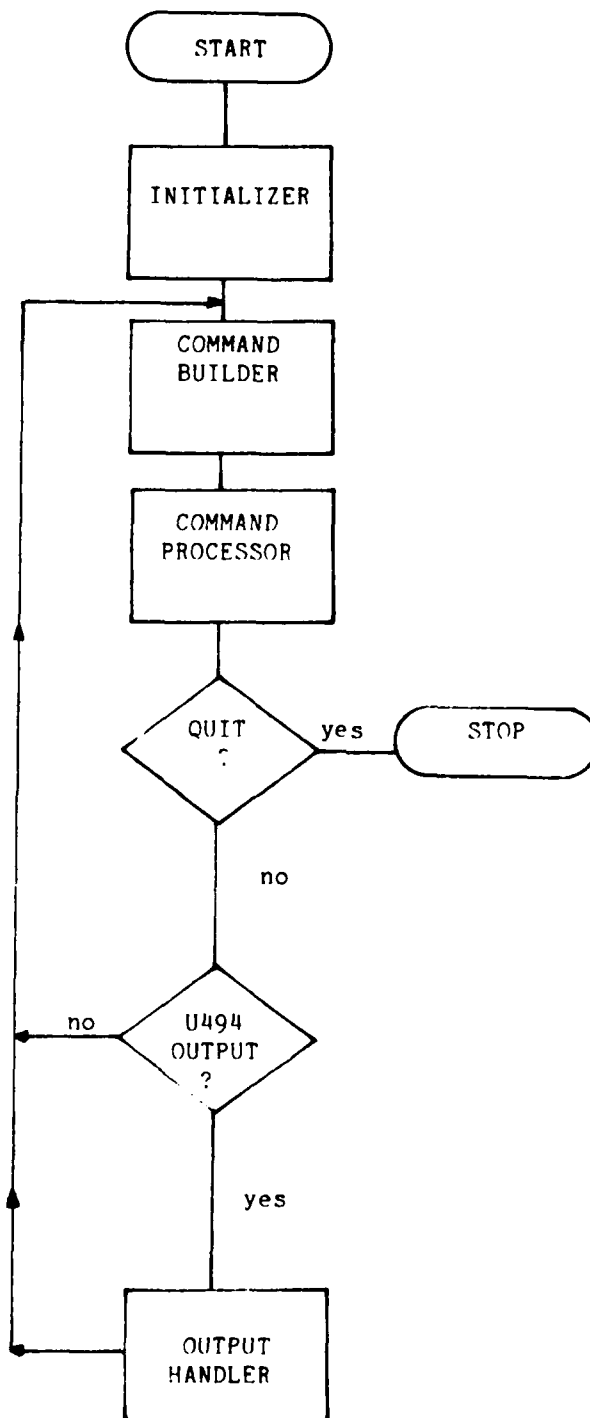 START
INITIALIZER
COMMAND
BUILDER
COMMAND
PROCESSOR
QUIT
?
yes
STOP
no
no
U494
OUTPUT
?
yes
OUTPUT
HANDLER